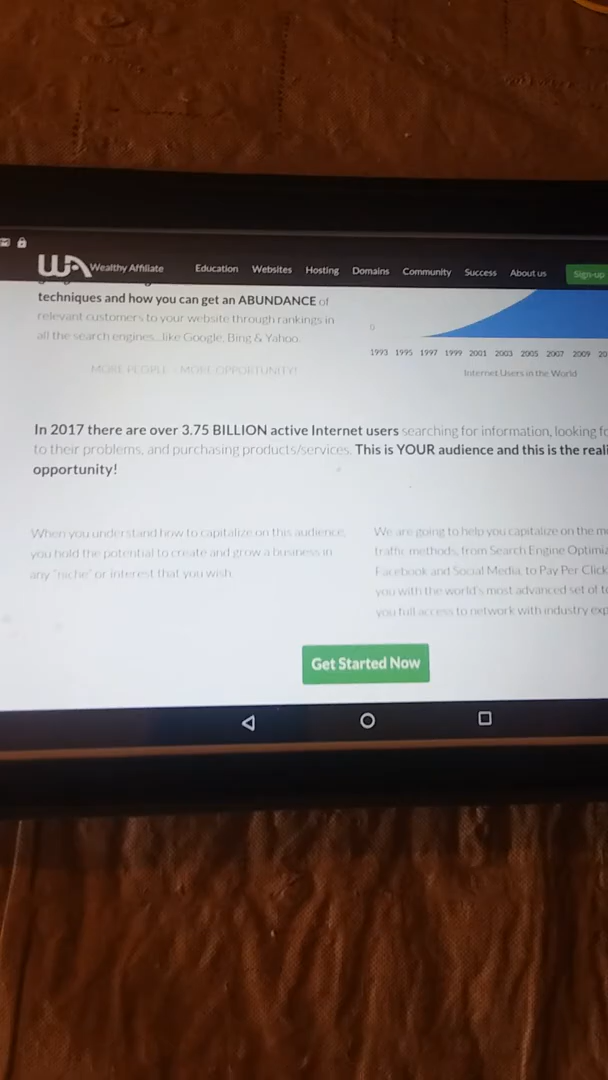 WA Wealthy Affiliate Education Websites Hosting Domains Community Success About us Sign-up
techniques and how you can get an ABUNDANCE of
relevant customers to your website through rankings in
all the search engines...like Google, Bing & Yahoo.
MORE PEOPLE = MORE OPPORTUNITY!
0
1993 1995 1997 1999 2001 2003 2005 2007 2009 20
Internet Users in the World
In 2017 there are over 3.75 BILLION active Internet users searching for information, looking fo
to their problems, and purchasing products/services. This is YOUR audience and this is the reali
opportunity!
When you understand how to capitalize on this audience,
you hold the potential to create and grow a business in
any "niche" or interest that you wish.
We are going to help you capitalize on the m
traffic methods, from Search Engine Optimiz
Facebook and Social Media, to Pay Per Click
you with the world's most advanced set of to
you full access to network with industry exp
Get Started Now